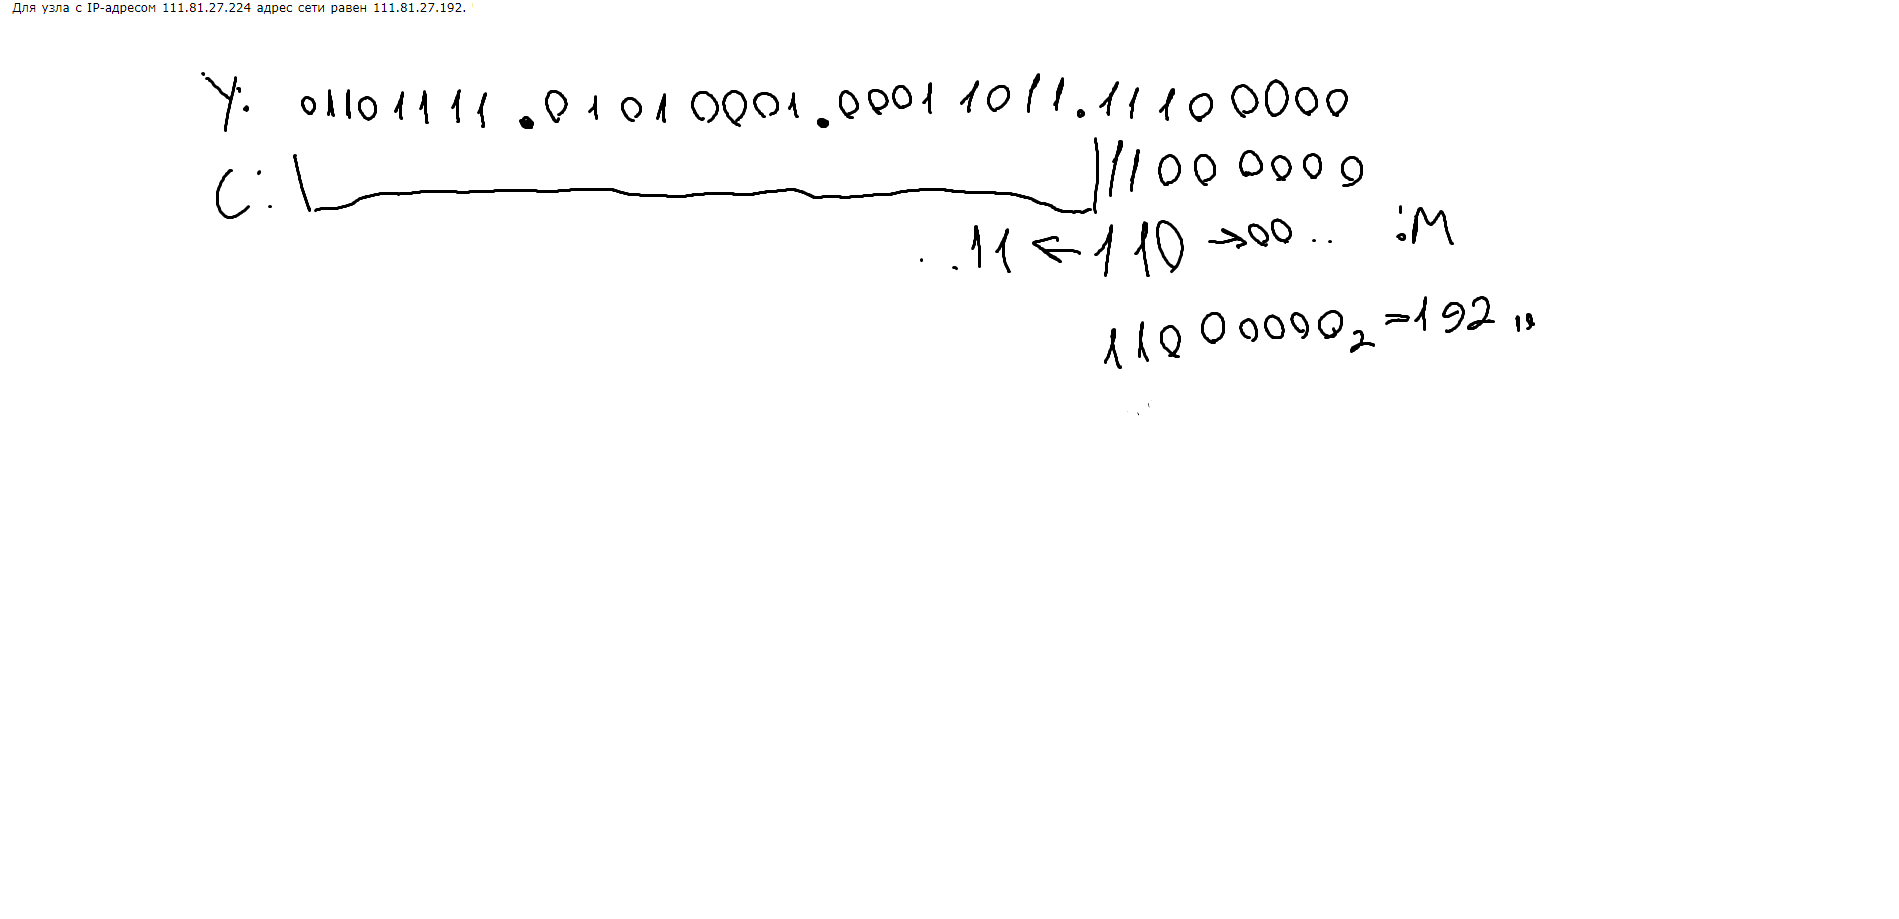 Для узла с IP-адресом 111.81.27.224 адрес сети равен 111.81.27.192.
У: 01101111.01010001.00011011.11100000
С: 11000000
..11 ← 110 → 00.. :М
11000000₂ = 192